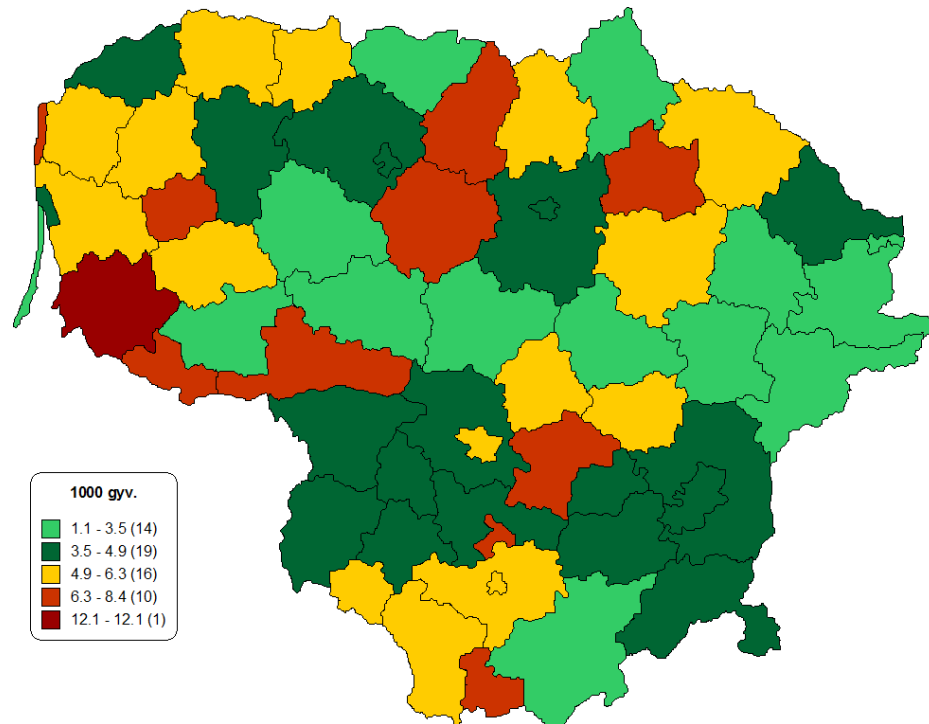 1000 gyv.
1.1 - 3.5 (14)
3.5 - 4.9 (19)
4.9 - 6.3 (16)
6.3 - 8.4 (10)
12.1 - 12.1 (1)